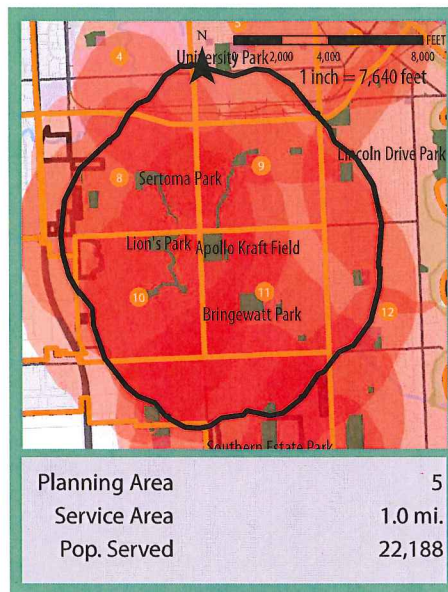 N
FEET
0 2,000 4,000 8,000
University Park
1 inch = 7,640 feet
4
Lincoln Drive Park
9
8
Sertoma Park
Lion's Park
Apollo Kraft Field
10
11
12
Bringewatt Park
Southern Estate Park
Planning Area 5
Service Area 1.0 mi.
Pop. Served 22,188